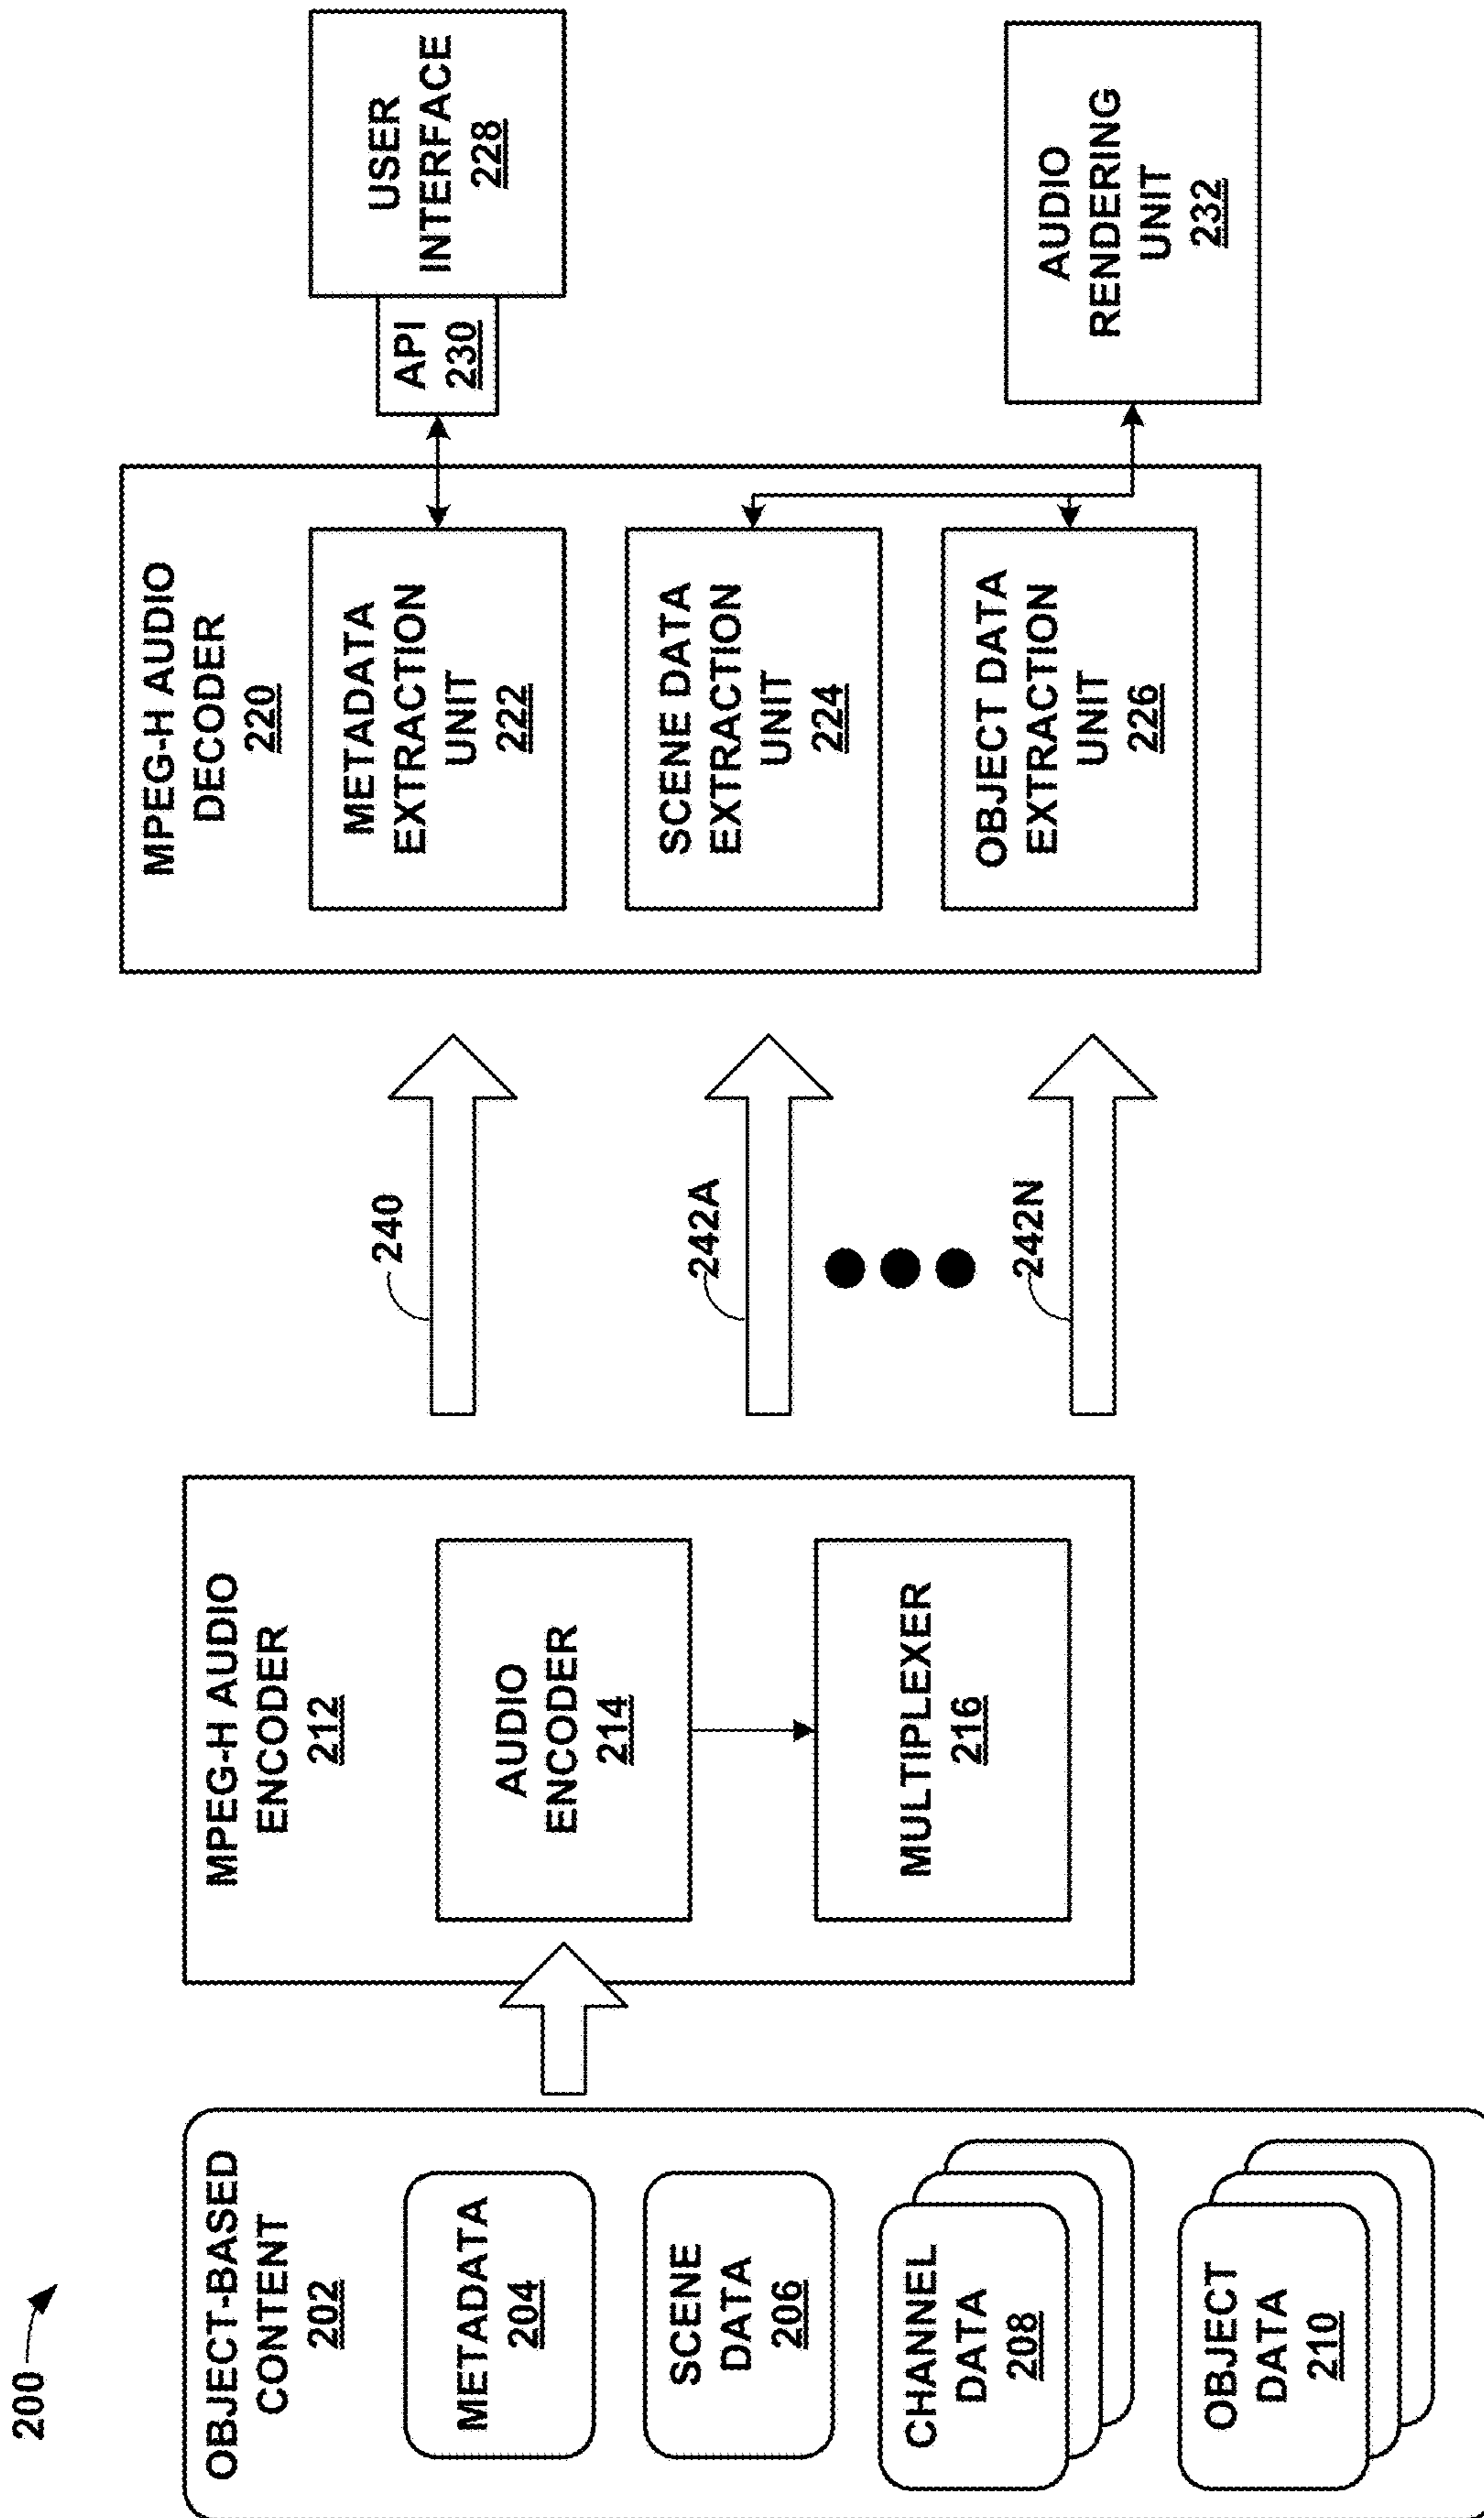 200
OBJECT-BASED
CONTENT
202
METADATA
204
SCENE
DATA
206
CHANNEL
DATA
208
OBJECT
DATA
210
MPEG-H AUDIO
ENCODER
212
AUDIO
ENCODER
214
MULTIPLEXER
216
240
242A
242N
MPEG-H AUDIO
DECODER
220
METADATA
EXTRACTION
UNIT
222
SCENE DATA
EXTRACTION
UNIT
224
OBJECT DATA
EXTRACTION
UNIT
226
API
230
USER
INTERFACE
228
AUDIO
RENDERING
UNIT
232